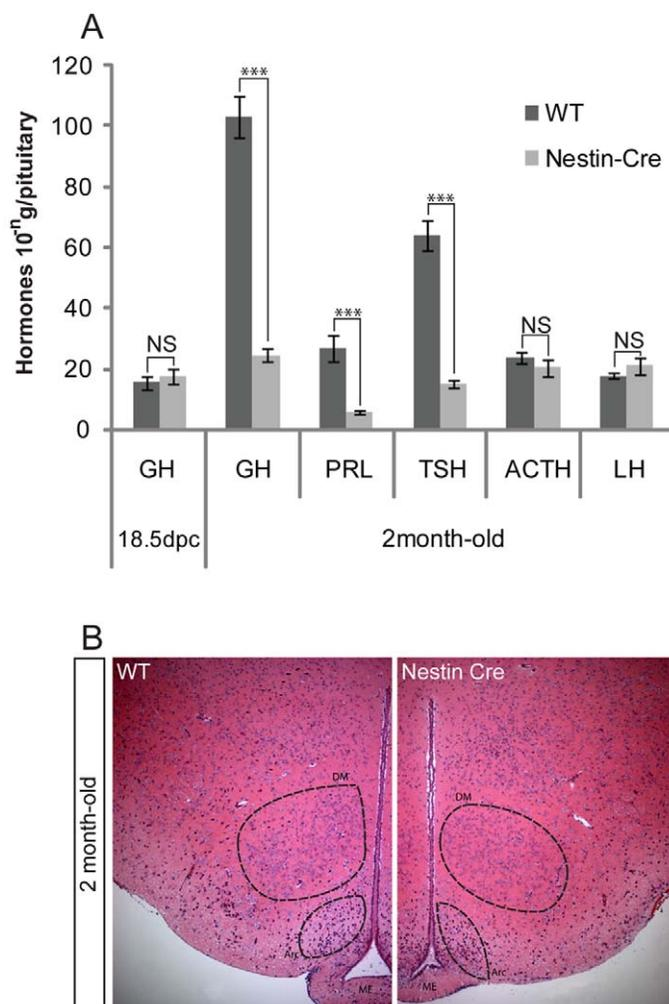 A
Hormones 10⁻ⁿg/pituitary
120
100
80
60
40
20
0
WT
Nestin-Cre
NS
***
***
***
NS
NS
GH
GH
PRL
TSH
ACTH
LH
18.5dpc
2month-old
B
2 month-old
WT
Nestin Cre
DM
DM
Arc
Arc
ME
ME